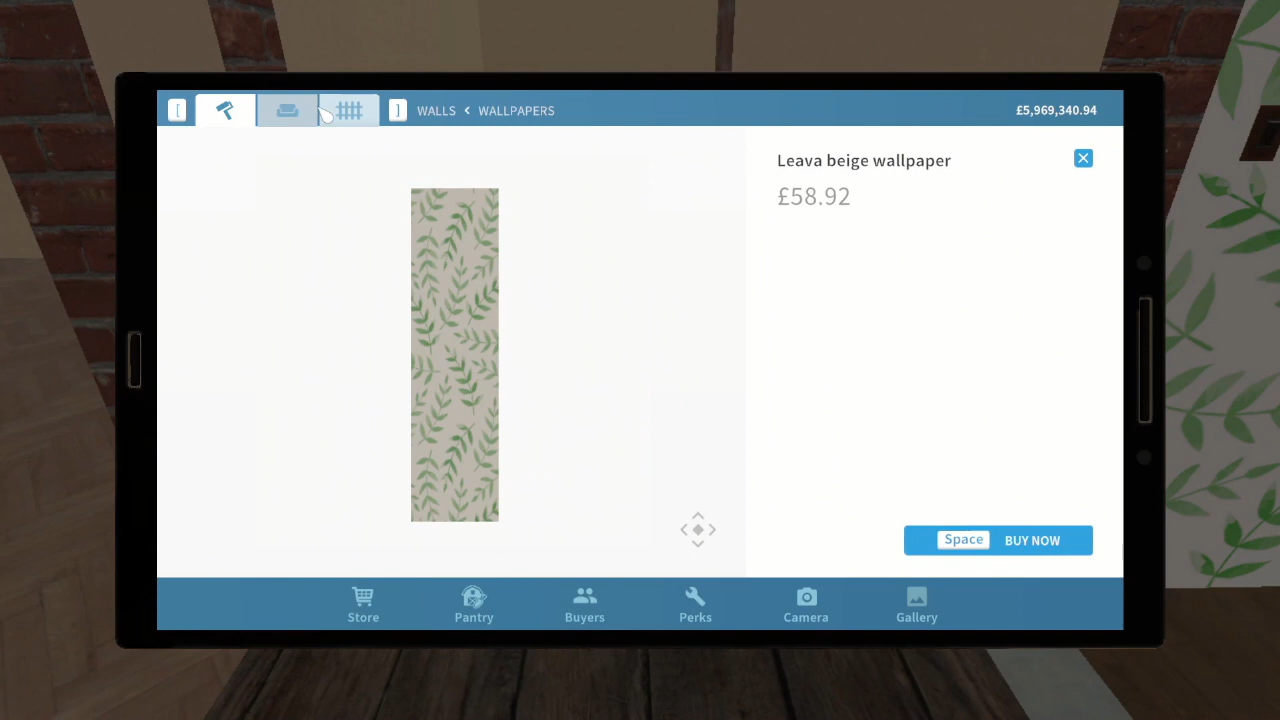 [ ] WALLS < WALLPAPERS £5,969,340.94
Leava beige wallpaper
£58.92
Space BUY NOW
Store Pantry Buyers Perks Camera Gallery